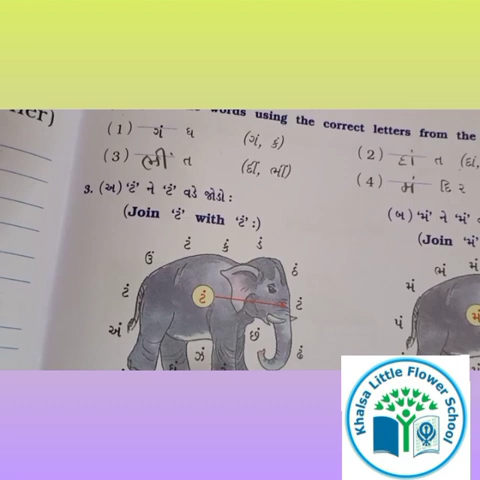 words using the correct letters from the
(1) ગં ધ (ગં, કં)
(2) દાં ત (દાં,
(3) ભીં ત (દીં, ભીં)
(4) મં દિ ર
૩. (અ) ‘ટં’ ને ‘ટં’ વડે જોડો :
(Join ‘ટં’ with ‘ટં’ :)
(બ) ‘મં’ ને ‘મં’
(Join ‘મં’
ઉં ટં કં ડં
ઠં
ટં ટં ટં
અં છં ઢં
ઝં
ભં મં
મં
પં
Khalsa Little Flower School